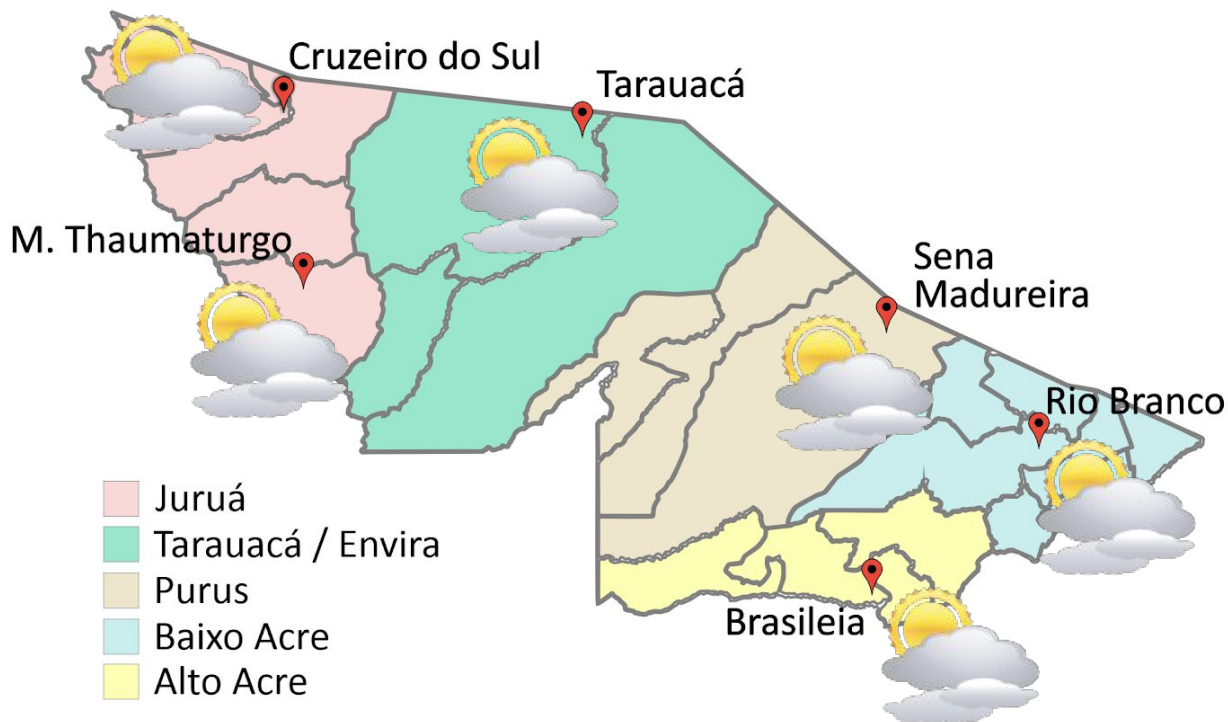 Cruzeiro do Sul
Tarauacá
M. Thaumaturgo
Sena
Madureira
Rio Branco
Brasileia
Juruá
Tarauacá / Envira
Purus
Baixo Acre
Alto Acre